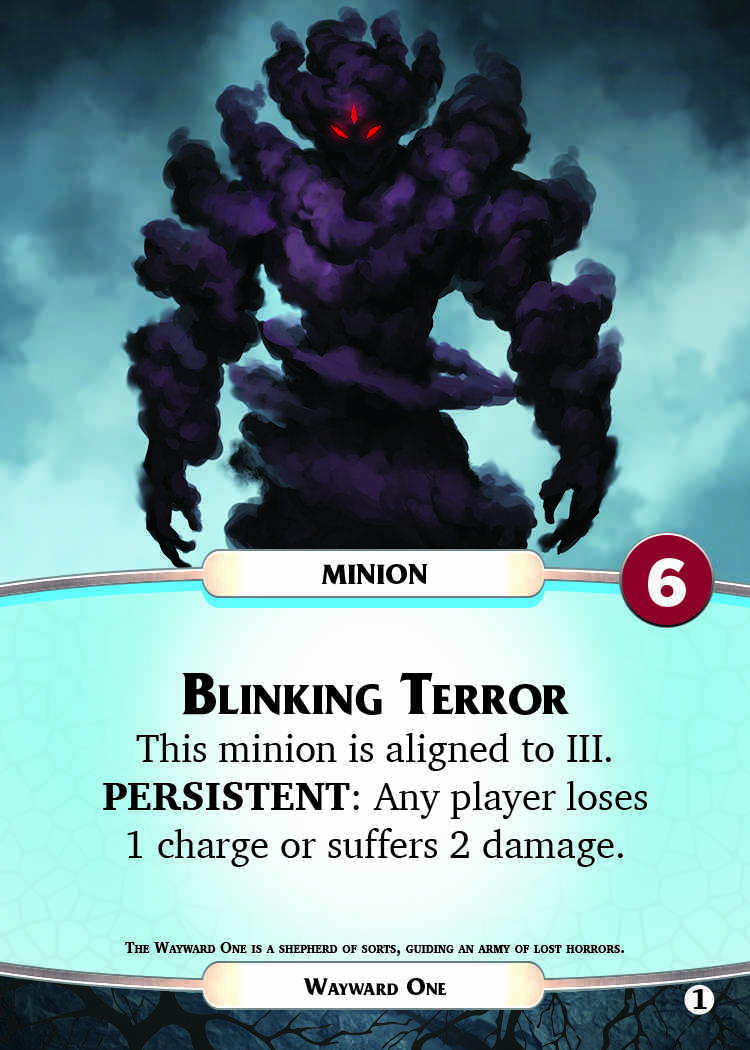 MINION
6
Blinking Terror
This minion is aligned to III.
PERSISTENT: Any player loses
1 charge or suffers 2 damage.
The Wayward One is a shepherd of sorts, guiding an army of lost horrors.
Wayward One
1